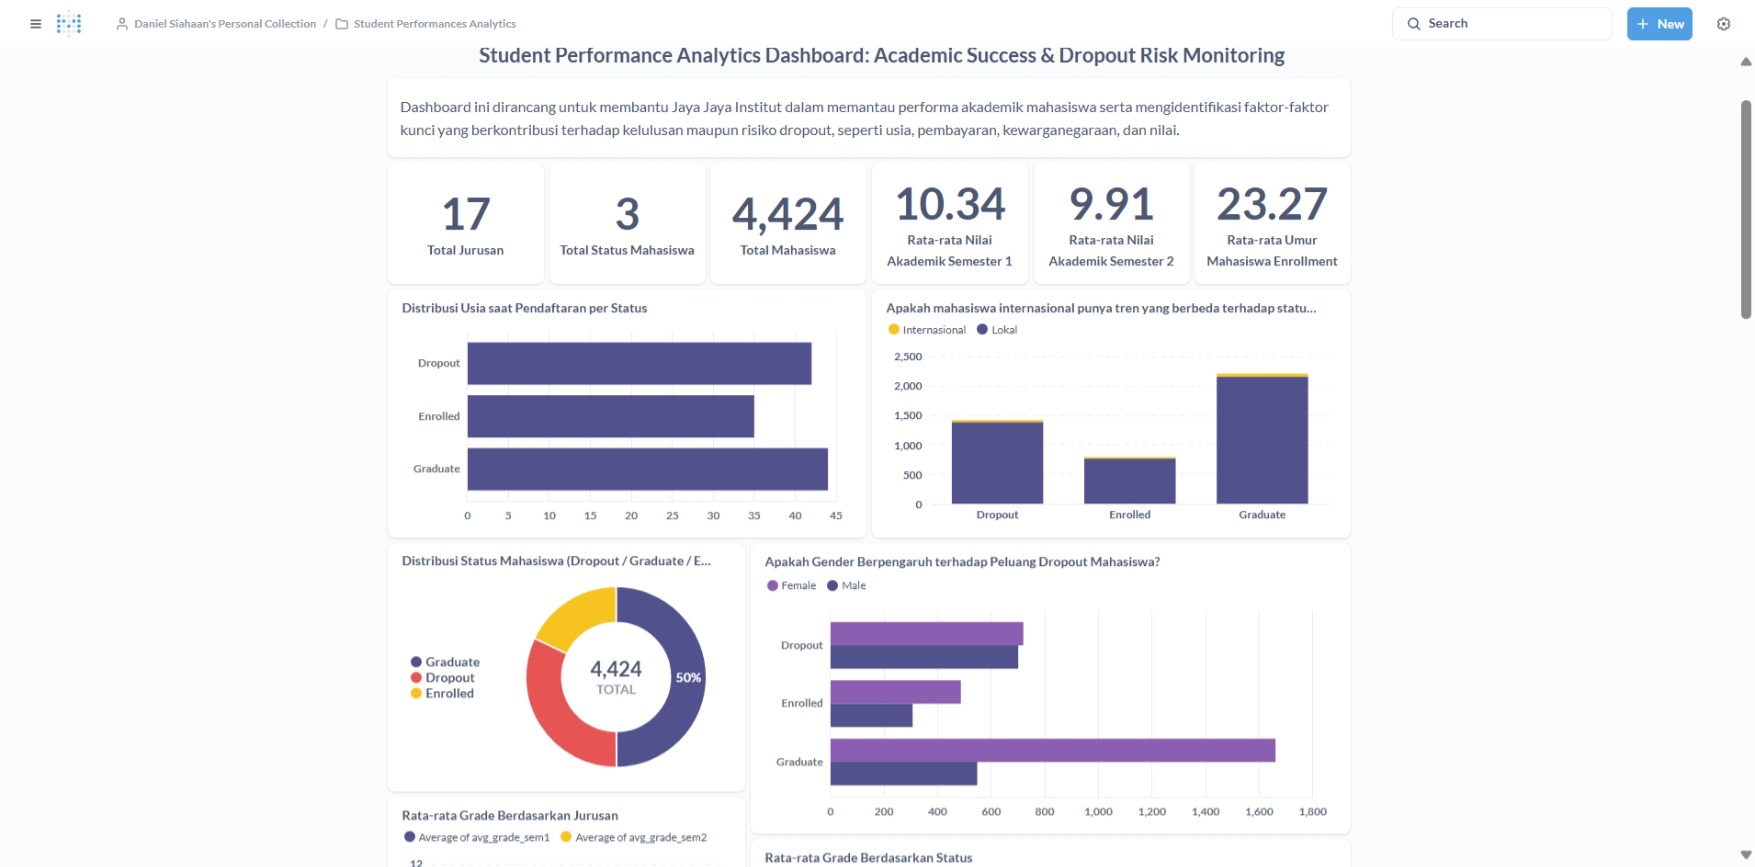 Daniel Siahaan's Personal Collection / Student Performances Analytics
Search
+ New
Student Performance Analytics Dashboard: Academic Success & Dropout Risk Monitoring
Dashboard ini dirancang untuk membantu Jaya Jaya Institut dalam memantau performa akademik mahasiswa serta mengidentifikasi faktor-faktor
kunci yang berkontribusi terhadap kelulusan maupun risiko dropout, seperti usia, pembayaran, kewarganegaraan, dan nilai.
17
Total Jurusan
3
Total Status Mahasiswa
4,424
Total Mahasiswa
10.34
Rata-rata Nilai
Akademik Semester 1
9.91
Rata-rata Nilai
Akademik Semester 2
23.27
Rata-rata Umur
Mahasiswa Enrollment
Distribusi Usia saat Pendaftaran per Status
Dropout
Enrolled
Graduate
0 5 10 15 20 25 30 35 40 45
Apakah mahasiswa internasional punya tren yang berbeda terhadap statu...
Internasional Lokal
2,500
2,000
1,500
1,000
500
0
Dropout Enrolled Graduate
Distribusi Status Mahasiswa (Dropout / Graduate / E...
Graduate
Dropout
Enrolled
4,424
TOTAL
50%
Apakah Gender Berpengaruh terhadap Peluang Dropout Mahasiswa?
Female Male
Dropout
Enrolled
Graduate
0 200 400 600 800 1,000 1,200 1,400 1,600 1,800
Rata-rata Grade Berdasarkan Jurusan
Average of avg_grade_sem1 Average of avg_grade_sem2
12
Rata-rata Grade Berdasarkan Status